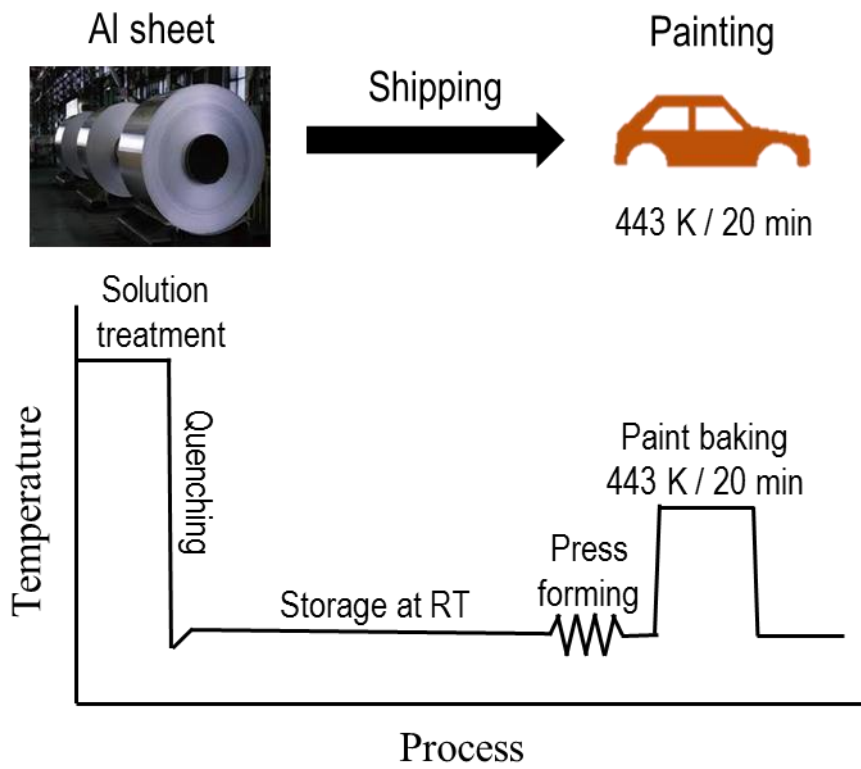 Al sheet
Shipping
Painting
443 K / 20 min
Solution
treatment
Quenching
Storage at RT
Press
forming
Paint baking
443 K / 20 min
Temperature
Process